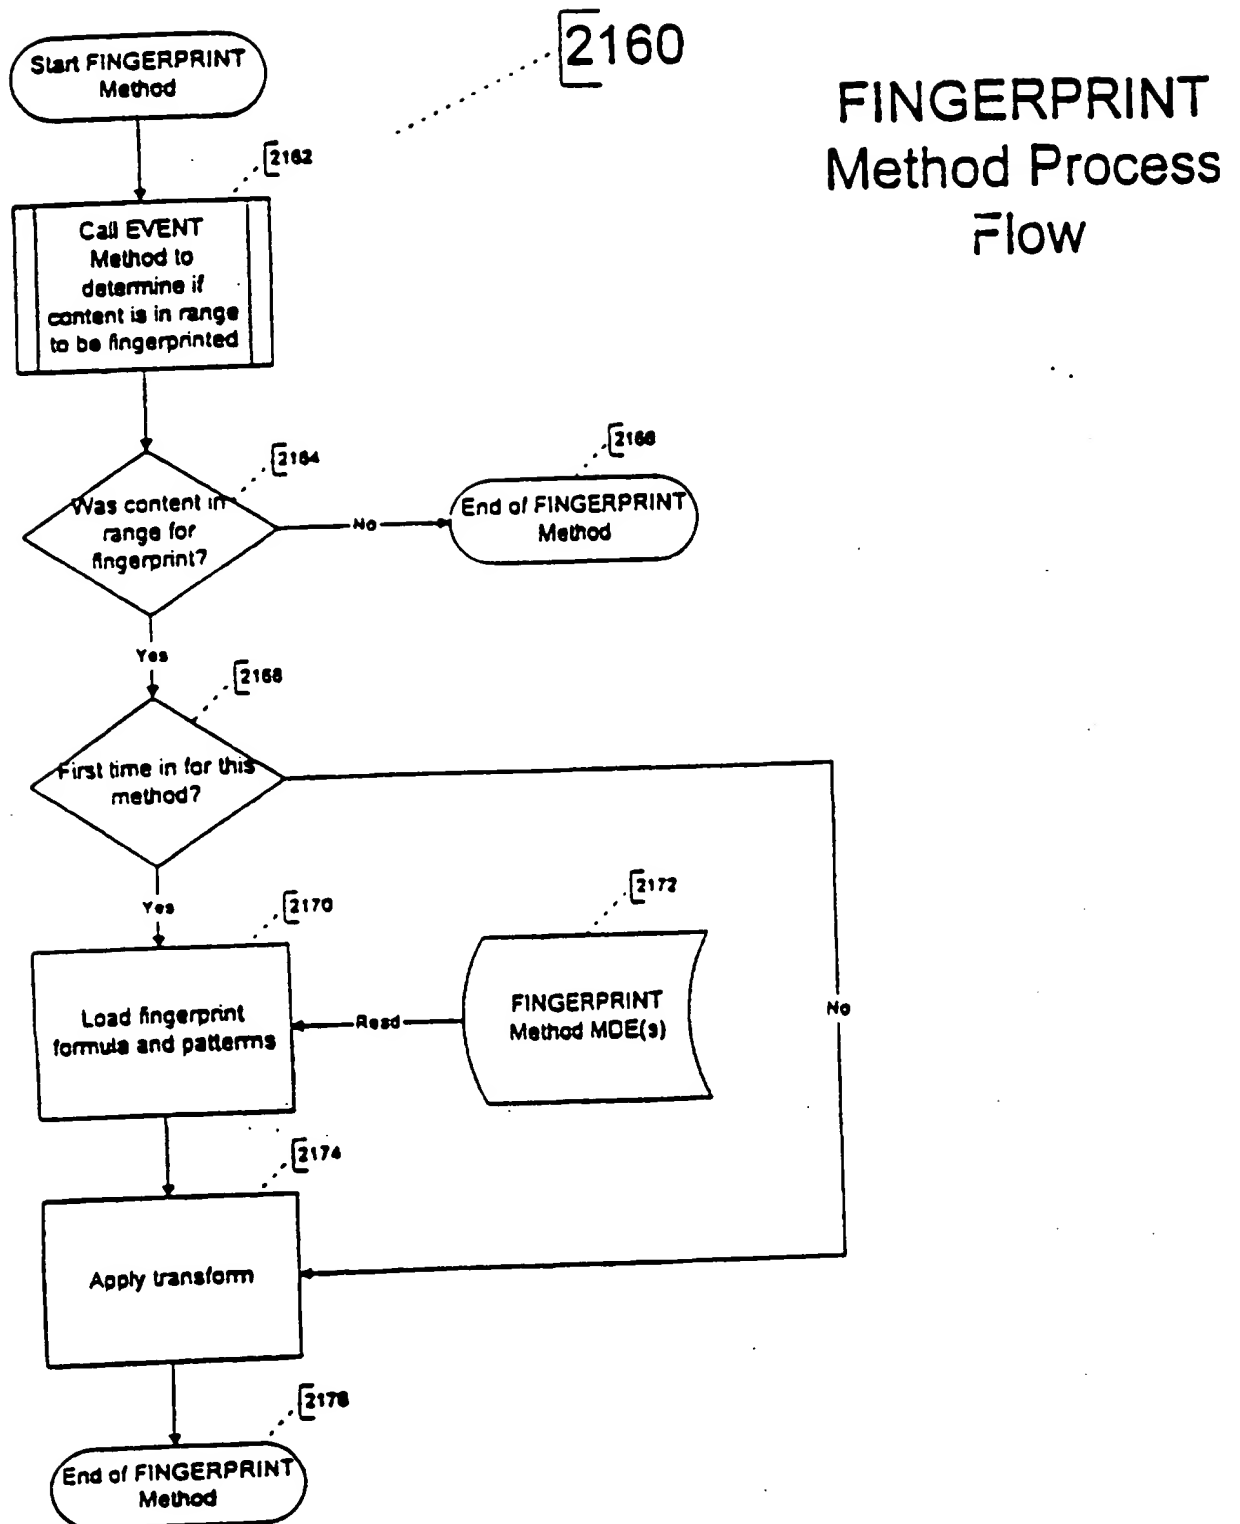 2160
FINGERPRINT
Method Process
Flow
Start FINGERPRINT
Method
2162
Call EVENT
Method to
determine if
content is in range
to be fingerprinted
2164
Was content in
range for
fingerprint?
No
2166
End of FINGERPRINT
Method
Yes
2168
First time in for this
method?
No
Yes
2170
Load fingerprint
formula and patterns
Read
2172
FINGERPRINT
Method MDE(s)
2174
Apply transform
2176
End of FINGERPRINT
Method